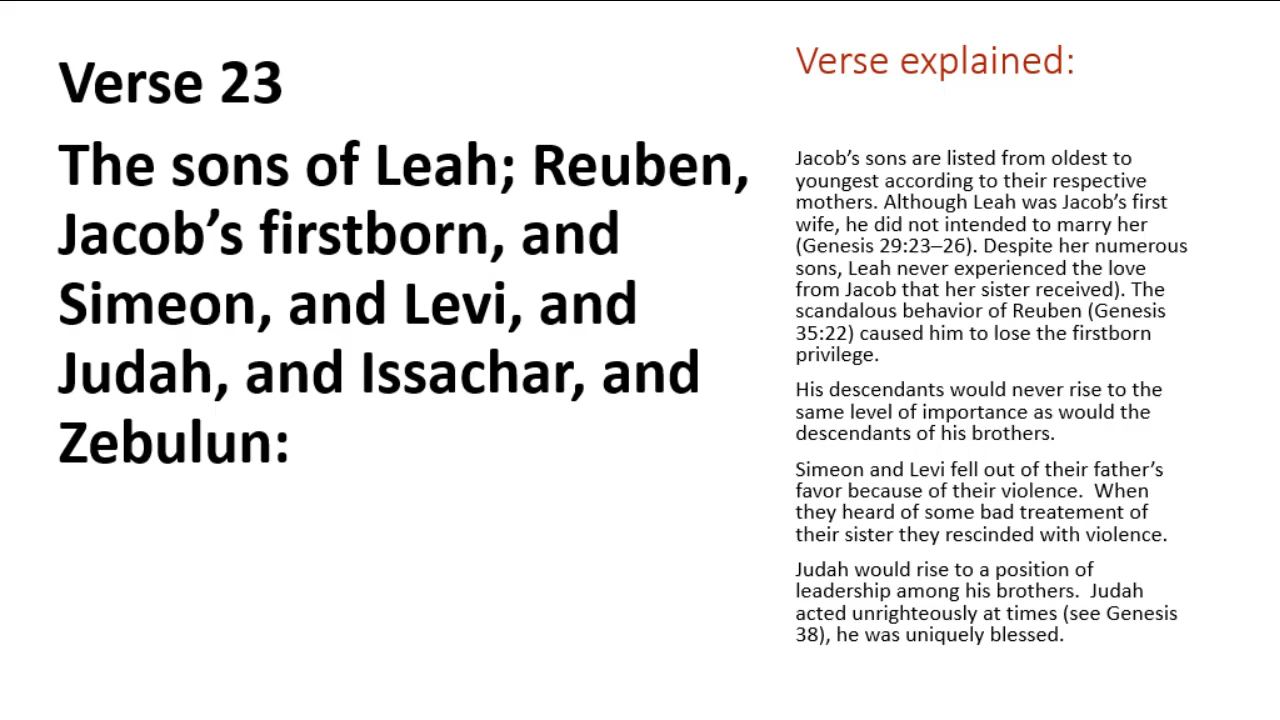 Verse 23
The sons of Leah; Reuben,
Jacob’s firstborn, and
Simeon, and Levi, and
Judah, and Issachar, and
Zebulun:
Verse explained:
Jacob’s sons are listed from oldest to
youngest according to their respective
mothers. Although Leah was Jacob’s first
wife, he did not intended to marry her
(Genesis 29:23–26). Despite her numerous
sons, Leah never experienced the love
from Jacob that her sister received). The
scandalous behavior of Reuben (Genesis
35:22) caused him to lose the firstborn
privilege.
His descendants would never rise to the
same level of importance as would the
descendants of his brothers.
Simeon and Levi fell out of their father’s
favor because of their violence.  When
they heard of some bad treatement of
their sister they rescinded with violence.
Judah would rise to a position of
leadership among his brothers.  Judah
acted unrighteously at times (see Genesis
38), he was uniquely blessed.